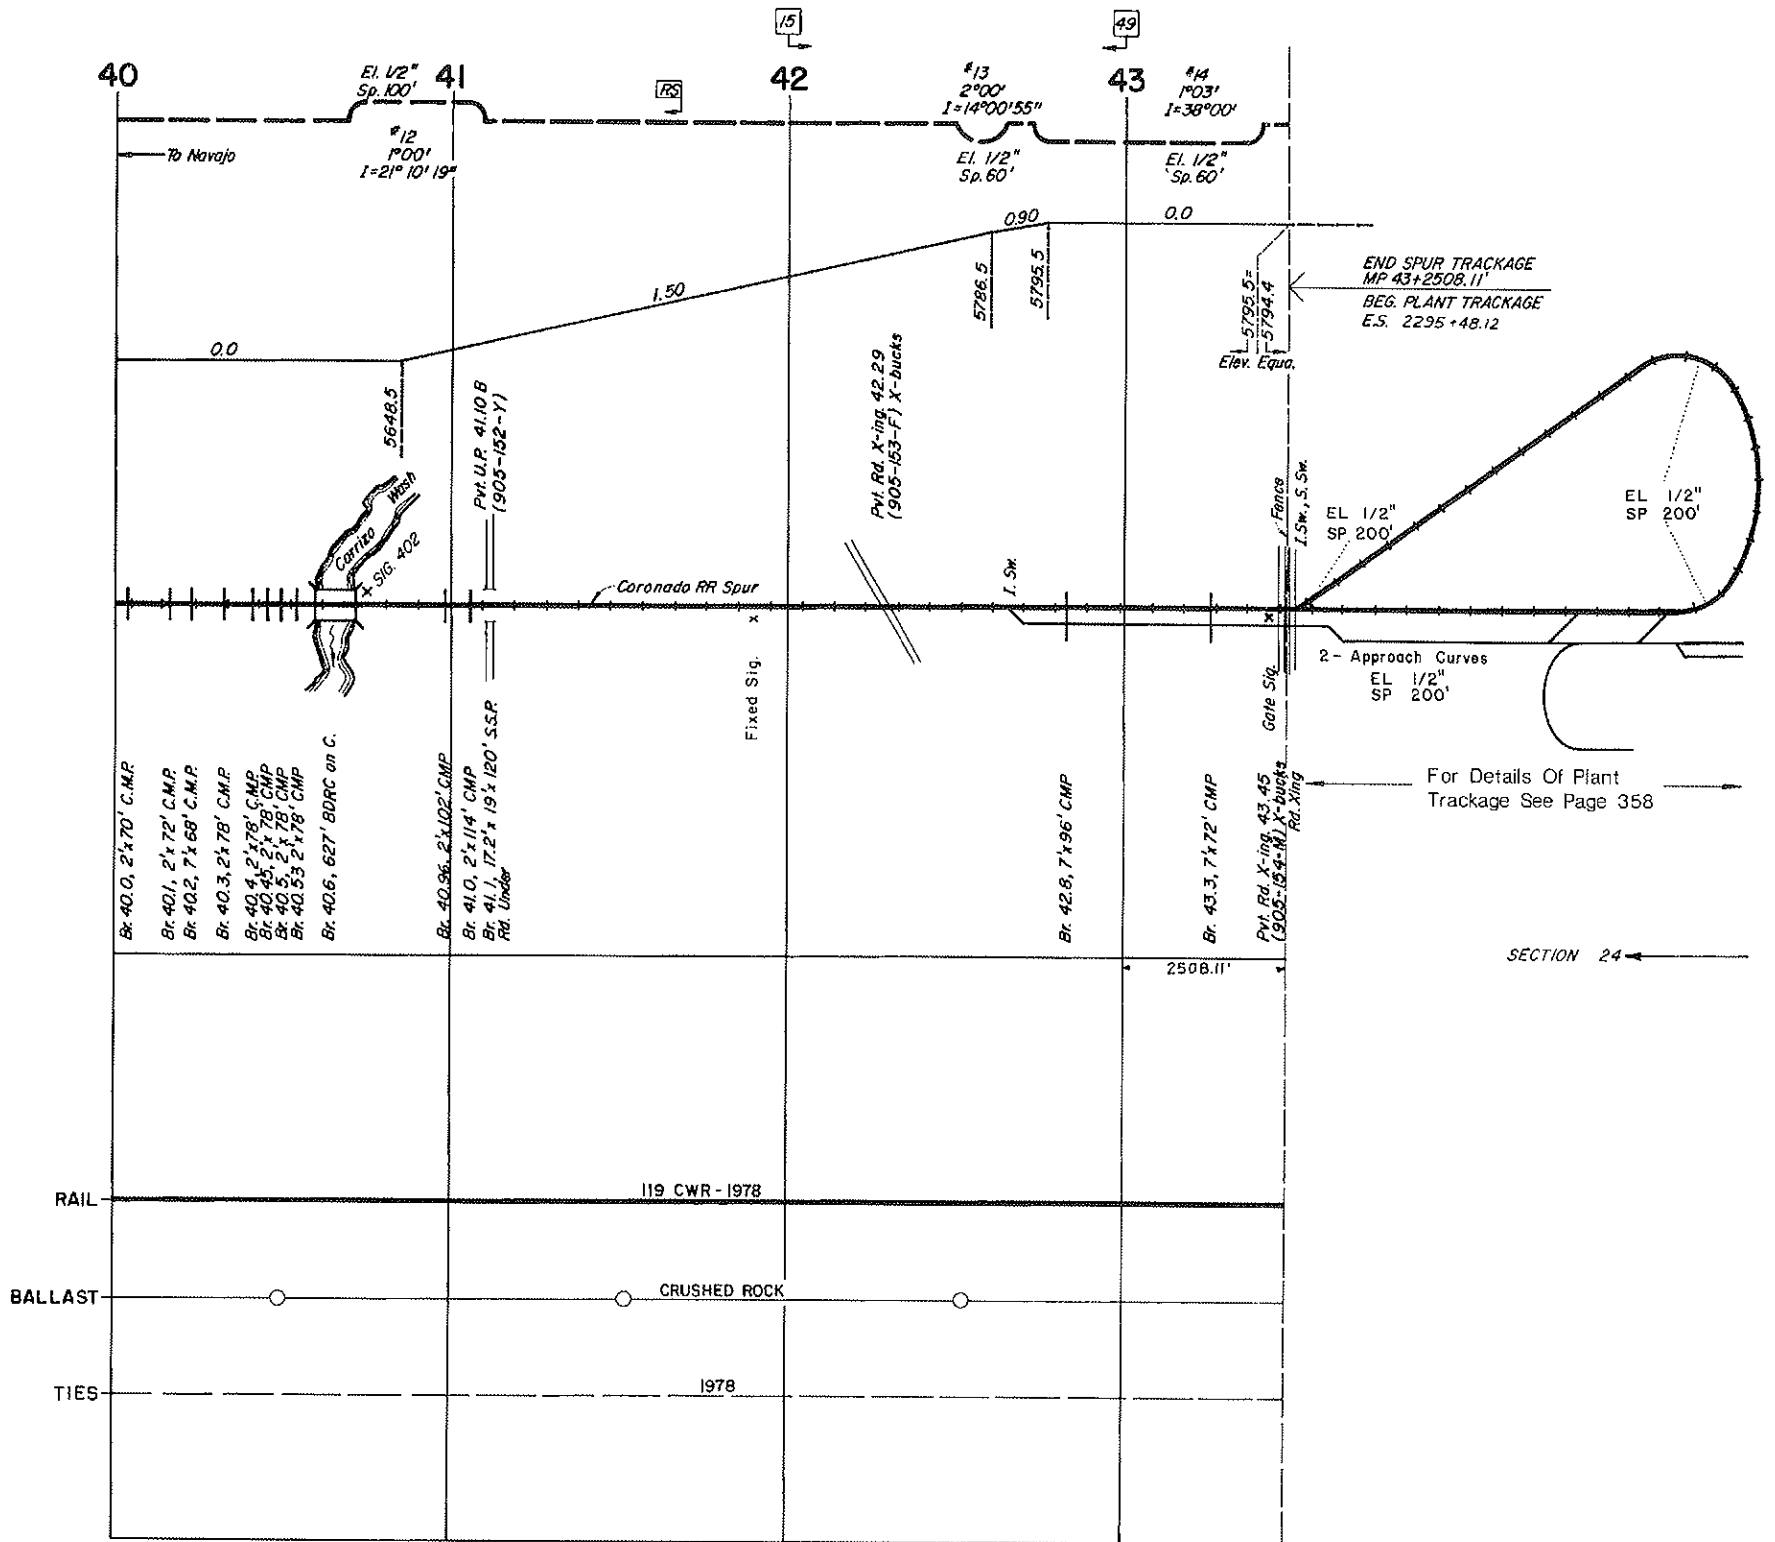 15
49
40
El. 1/2"
Sp. 100'
41
RS
42
#13
2°00'
I=14°00'55"
43
#14
1°03'
I=38°00'
To Navajo
#12
1°00'
I=21°10'19"
El. 1/2"
Sp. 60'
El. 1/2"
Sp. 60'
0.0
1.50
0.90
0.0
5648.5
5786.5
5795.5
5795.5=
5794.4
Elev. Equa.
END SPUR TRACKAGE
MP 43+2508.11'
BEG. PLANT TRACKAGE
E.S. 2295+48.12
Carrizo Wash
X SIG. 402
Pvt. U.P. 41.10 B
(905-152-Y)
Pvt. Rd. X-ing. 42.29
(905-153-F) X-bucks
Coronado RR Spur
I. Sw.
Fence
I. Sw., S. Sw.
EL 1/2"
SP 200'
EL 1/2"
SP 200'
x
Fixed Sig.
x
Gate Sig.
2- Approach Curves
EL 1/2"
SP 200'
For Details Of Plant
Trackage See Page 358
Br. 40.0, 2'x70' C.M.P.
Br. 40.1, 2'x 72' C.M.P.
Br. 40.2, 7'x 68' C.M.P.
Br. 40.3, 2'x78' C.M.P.
Br. 40.4, 2'x78' C.M.P.
Br. 40.45, 2'x 78' CMP
Br. 40.5, 2'x 78' CMP
Br. 40.53 2'x78' CMP
Br. 40.6, 627' BDRC on C.
Br. 40.96, 2'x102' CMP
Br. 41.0, 2'x114' CMP
Br. 41.1, 17.2'x 19'x 120' S.S.P.
Rd. Under
Br. 42.8, 7'x96' CMP
Br. 43.3, 7'x72' CMP
Pvt. Rd. X-ing. 43.45
(905-154-M) X-bucks
Rd. Xing
2508.11'
SECTION 24
RAIL
119 CWR-1978
BALLAST
CRUSHED ROCK
TIES
1978